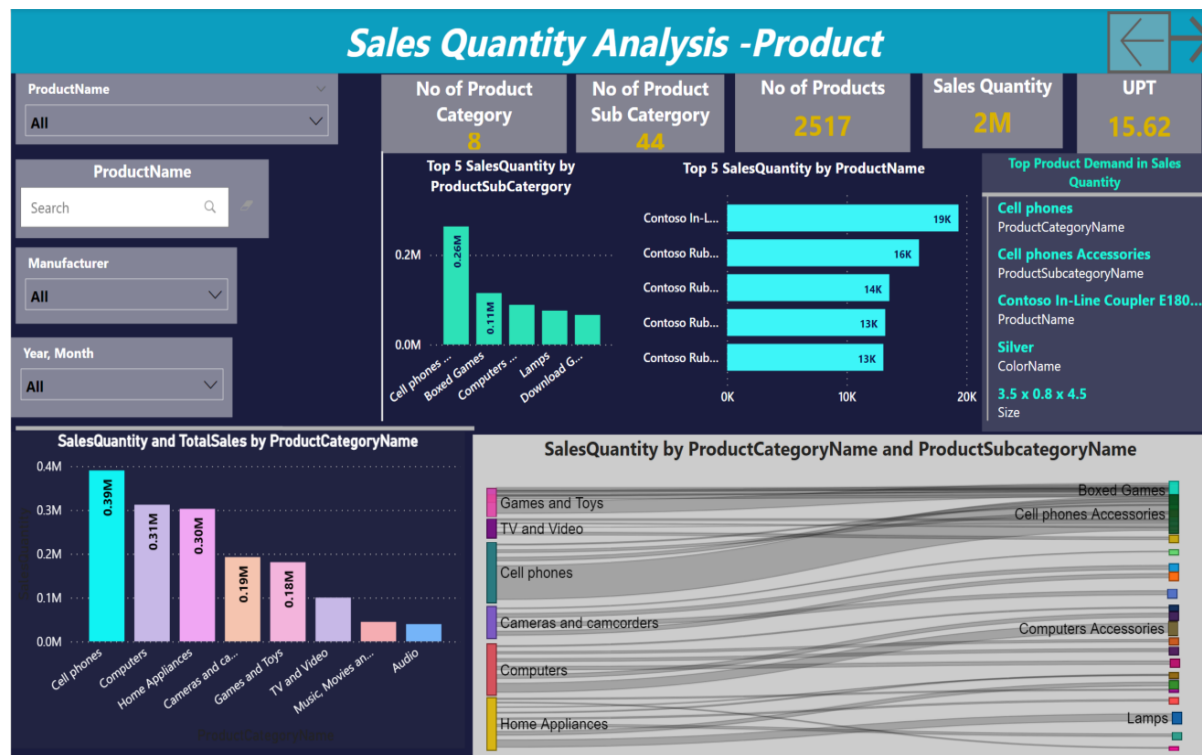 Sales Quantity Analysis -Product
ProductName
All
ProductName
Search
Manufacturer
All
Year, Month
All
No of Product
Category
8
No of Product
Sub Catergory
44
No of Products
2517
Sales Quantity
2M
UPT
15.62
Top 5 SalesQuantity by
ProductSubCatergory
0.2M
0.0M
0.26M
0.11M
Cell phones ...
Boxed Games
Computers ...
Lamps
Download G...
Top 5 SalesQuantity by ProductName
Contoso In-L...
19K
Contoso Rub...
16K
Contoso Rub...
14K
Contoso Rub...
13K
Contoso Rub...
13K
0K
10K
20K
Top Product Demand in Sales
Quantity
Cell phones
ProductCategoryName
Cell phones Accessories
ProductSubcategoryName
Contoso In-Line Coupler E180...
ProductName
Silver
ColorName
3.5 x 0.8 x 4.5
Size
SalesQuantity and TotalSales by ProductCategoryName
0.4M
0.3M
0.2M
0.1M
0.0M
0.39M
0.31M
0.30M
0.19M
0.18M
Cell phones
Computers
Home Appliances
Cameras and ca...
Games and Toys
TV and Video
Music, Movies an...
Audio
ProductCategoryName
SalesQuantity by ProductCategoryName and ProductSubcategoryName
Games and Toys
TV and Video
Cell phones
Cameras and camcorders
Computers
Home Appliances
Boxed Games
Cell phones Accessories
Computers Accessories
Lamps